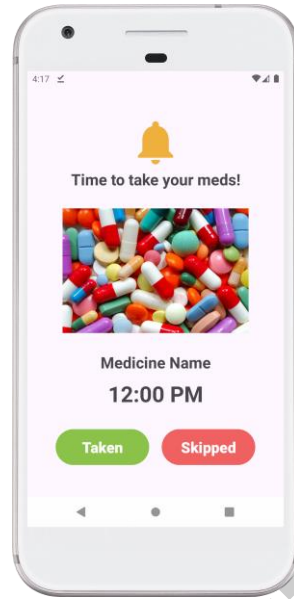 4:17
Time to take your meds!
Medicine Name
12:00 PM
Taken Skipped